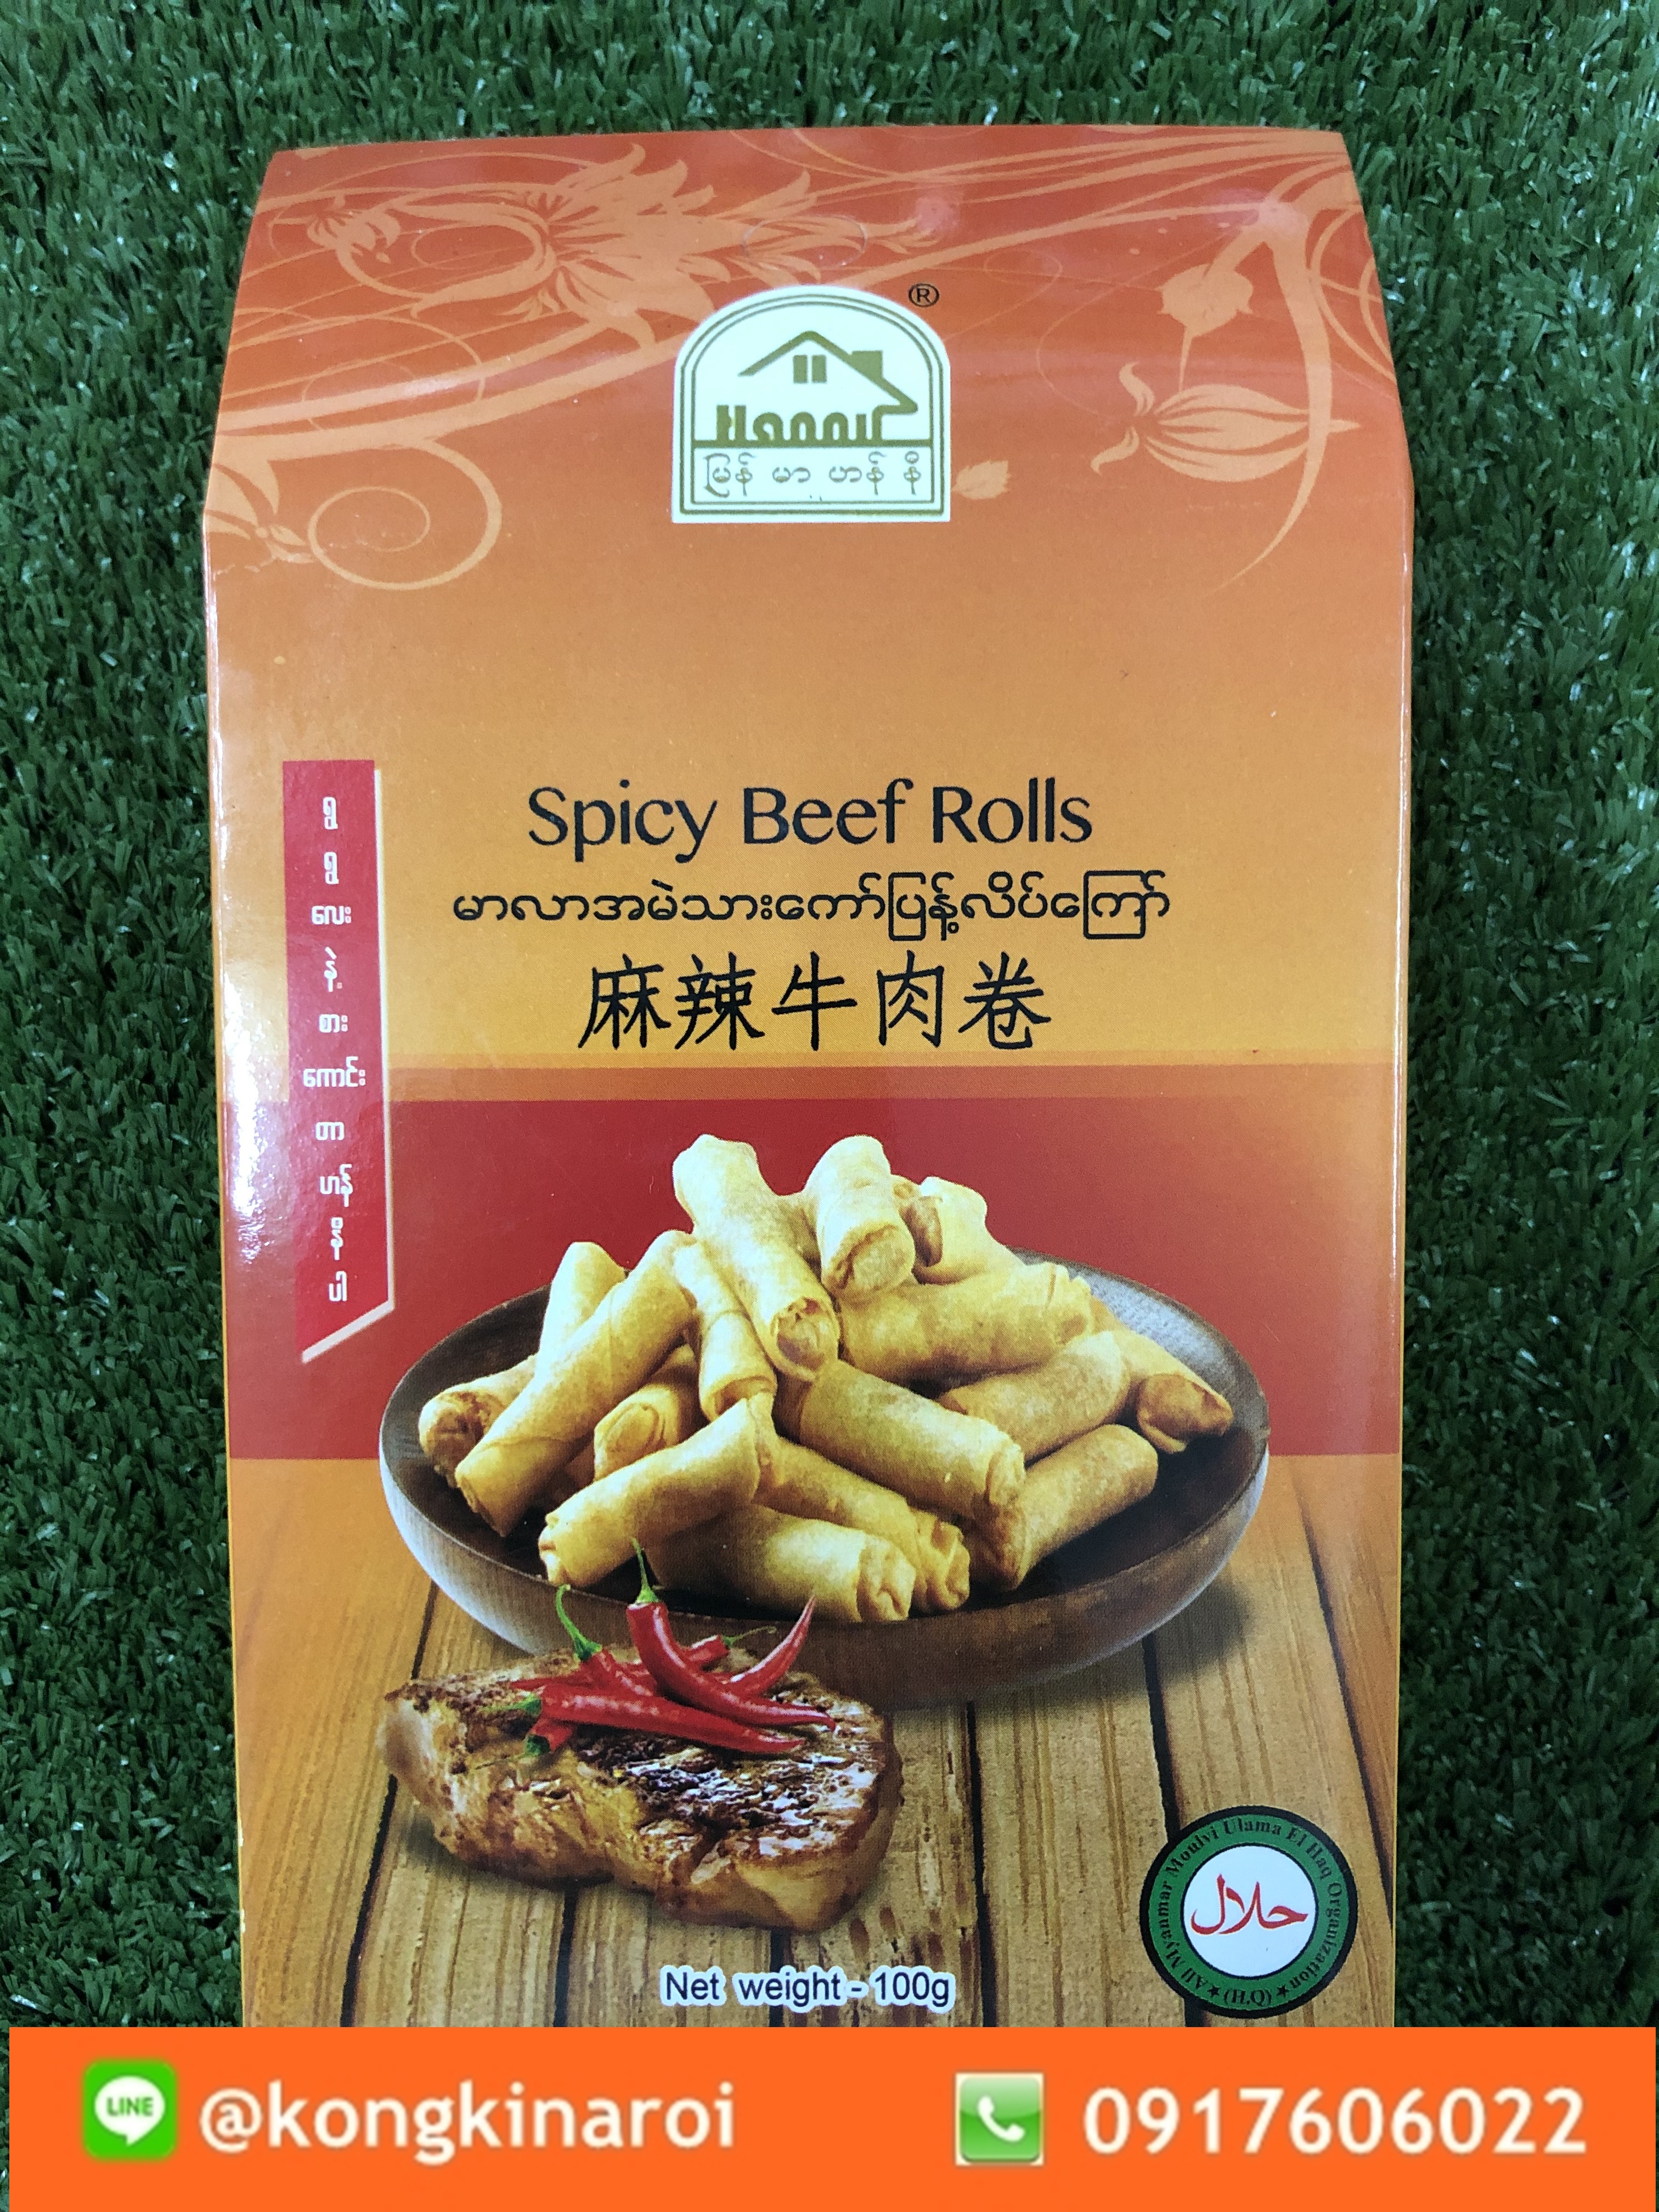 ®
Hanni
မြန် မာ ဟန် နီ
Spicy Beef Rolls
မာလာအမဲသားကော်ပြန့်လိပ်ကြော်
麻辣牛肉卷
ရွ
ရွ
လေး
နဲ့
စား
ကောင်း
တာ
ဟန်
နီ
ပါ
All Myanmar Moulvi Ulama El Haq Organization
(H,Q)
حلال
Net weight - 100g
LINE
@kongkinaroi
0917606022